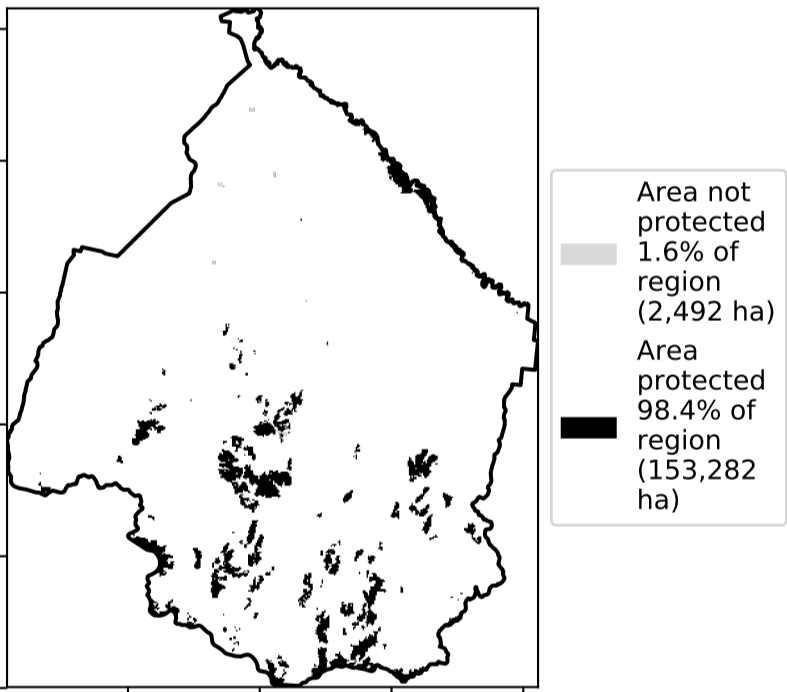 Area not
protected
1.6% of
region
(2,492 ha)
Area
protected
98.4% of
region
(153,282
ha)